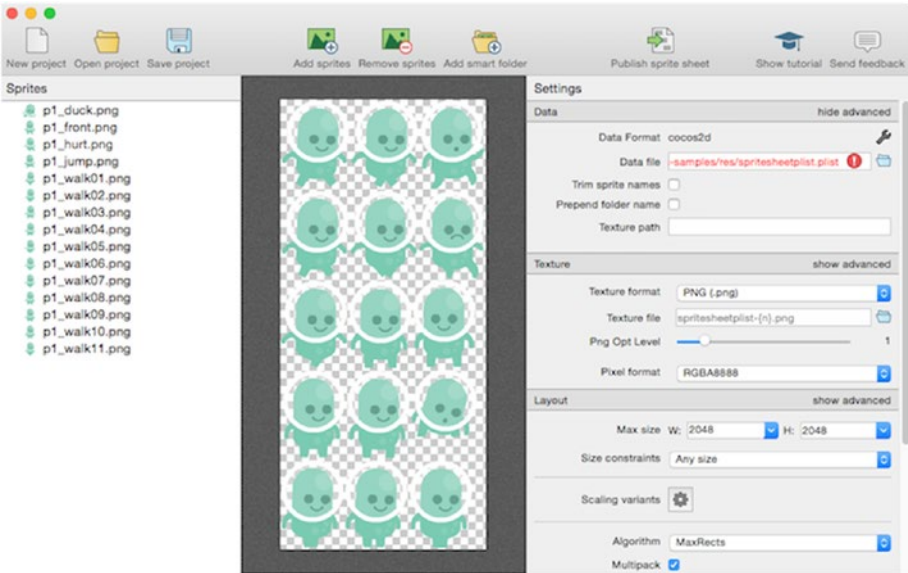 New project Open project Save project Add sprites Remove sprites Add smart folder Publish sprite sheet Show tutorial Send feedback
Sprites
p1_duck.png
p1_front.png
p1_hurt.png
p1_jump.png
p1_walk01.png
p1_walk02.png
p1_walk03.png
p1_walk04.png
p1_walk05.png
p1_walk06.png
p1_walk07.png
p1_walk08.png
p1_walk09.png
p1_walk10.png
p1_walk11.png
Settings
Data hide advanced
Data Format cocos2d
Data file -samples/res/spritesheetplist.plist
Trim sprite names
Prepend folder name
Texture path
Texture show advanced
Texture format PNG (.png)
Texture file spritesheetplist-{n}.png
Png Opt Level 1
Pixel format RGBA8888
Layout show advanced
Max size W: 2048 H: 2048
Size constraints Any size
Scaling variants
Algorithm MaxRects
Multipack